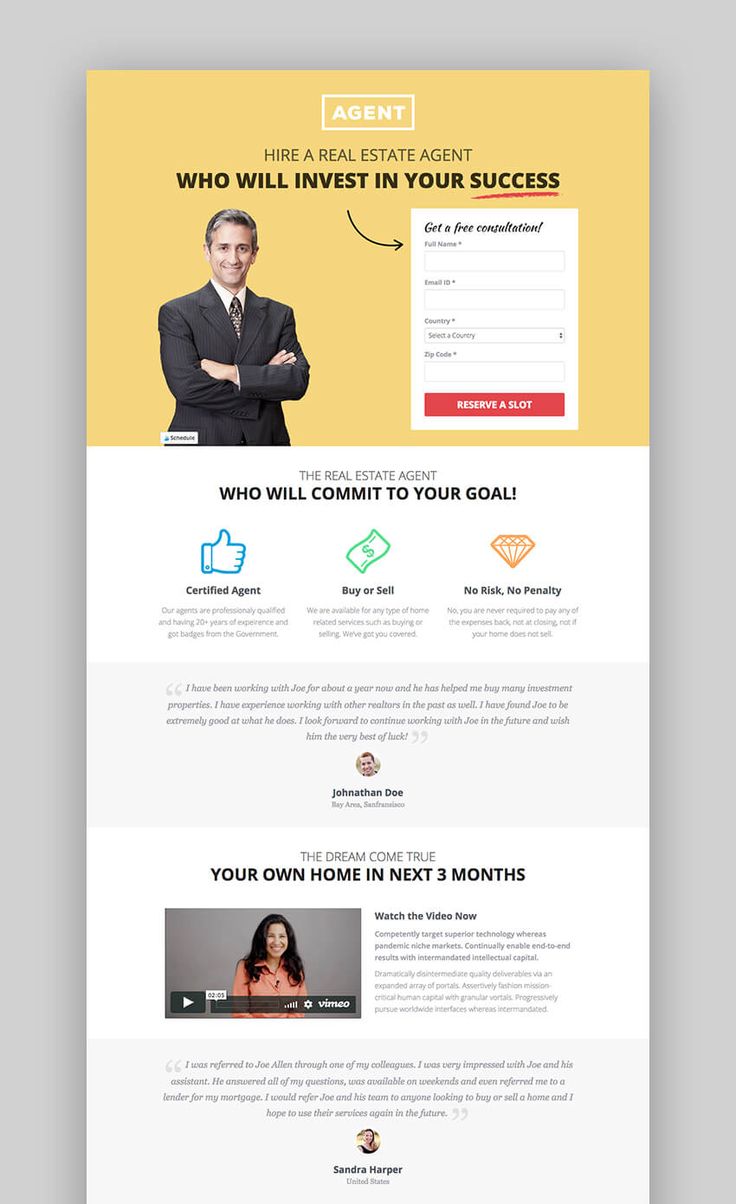 AGENT
HIRE A REAL ESTATE AGENT
WHO WILL INVEST IN YOUR SUCCESS
Get a free consultation!
Full Name *
Email ID *
Country *
Select a Country
Zip Code *
RESERVE A SLOT
Schedule
THE REAL ESTATE AGENT
WHO WILL COMMIT TO YOUR GOAL!
Certified Agent
Our agents are professionaly qualified
and having 20+ years of expeirence and
got badges from the Government.
Buy or Sell
We are available for any type of home
related services such as buying or
selling. We've got you covered.
No Risk, No Penalty
No, you are never required to pay any of
the expenses back, not at closing, not if
your home does not sell.
“ I have been working with Joe for about a year now and he has helped me buy many investment
properties. I have experience working with other realtors in the past as well. I have found Joe to be
extremely good at what he does. I look forward to continue working with Joe in the future and wish
him the very best of luck! ”
Johnathan Doe
Bay Area, Sanfransisco
THE DREAM COME TRUE
YOUR OWN HOME IN NEXT 3 MONTHS
02:05
vimeo
Watch the Video Now
Competently target superior technology whereas
pandemic niche markets. Continually enable end-to-end
results with intermandated intellectual capital.
Dramatically disintermediate quality deliverables via an
expanded array of portals. Assertively fashion mission-
critical human capital with granular vortals. Progressively
pursue worldwide interfaces whereas intermandated.
“ I was referred to Joe Allen through one of my colleagues. I was very impressed with Joe and his
assistant. He answered all of my questions, was available on weekends and even referred me to a
lender for my mortgage. I would refer Joe and his team to anyone looking to buy or sell a home and I
hope to use their services again in the future. ”
Sandra Harper
United States